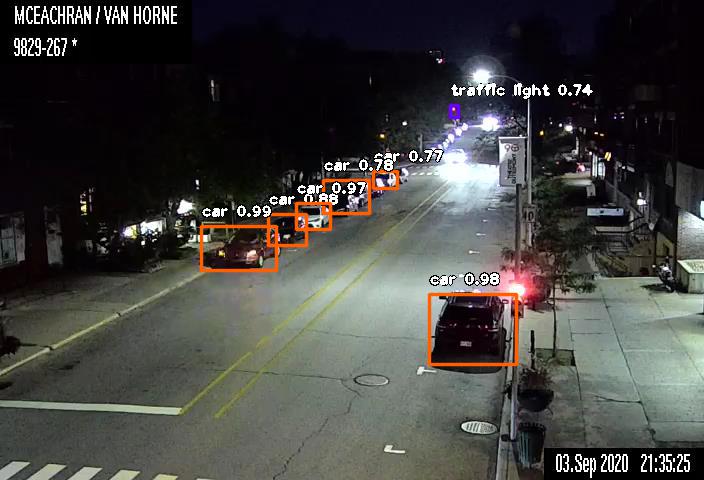 MCEACHRAN / VAN HORNE
9829-267 *
traffic light 0.74
car 0.77
car 0.78
car 0.97
car 0.88
car 0.99
40
car 0.98
03.Sep 2020 21:35:25